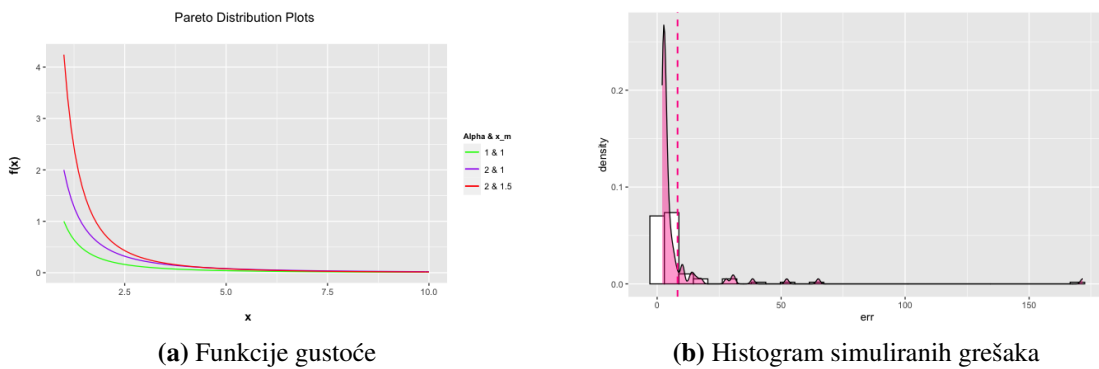 Pareto Distribution Plots
4
3
2
1
0
f(x)
2.5
5.0
7.5
10.0
x
Alpha & x_m
1 & 1
2 & 1
2 & 1.5
(a) Funkcije gustoće
0.2
0.1
0.0
density
0
50
100
150
err
(b) Histogram simuliranih grešaka